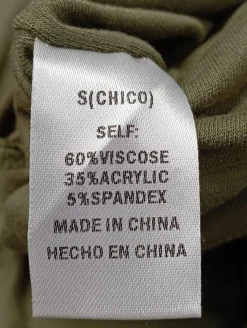 S(CHICO)
SELF:
60%VISCOSE
35%ACRYLIC
5%SPANDEX
MADE IN CHINA
HECHO EN CHINA